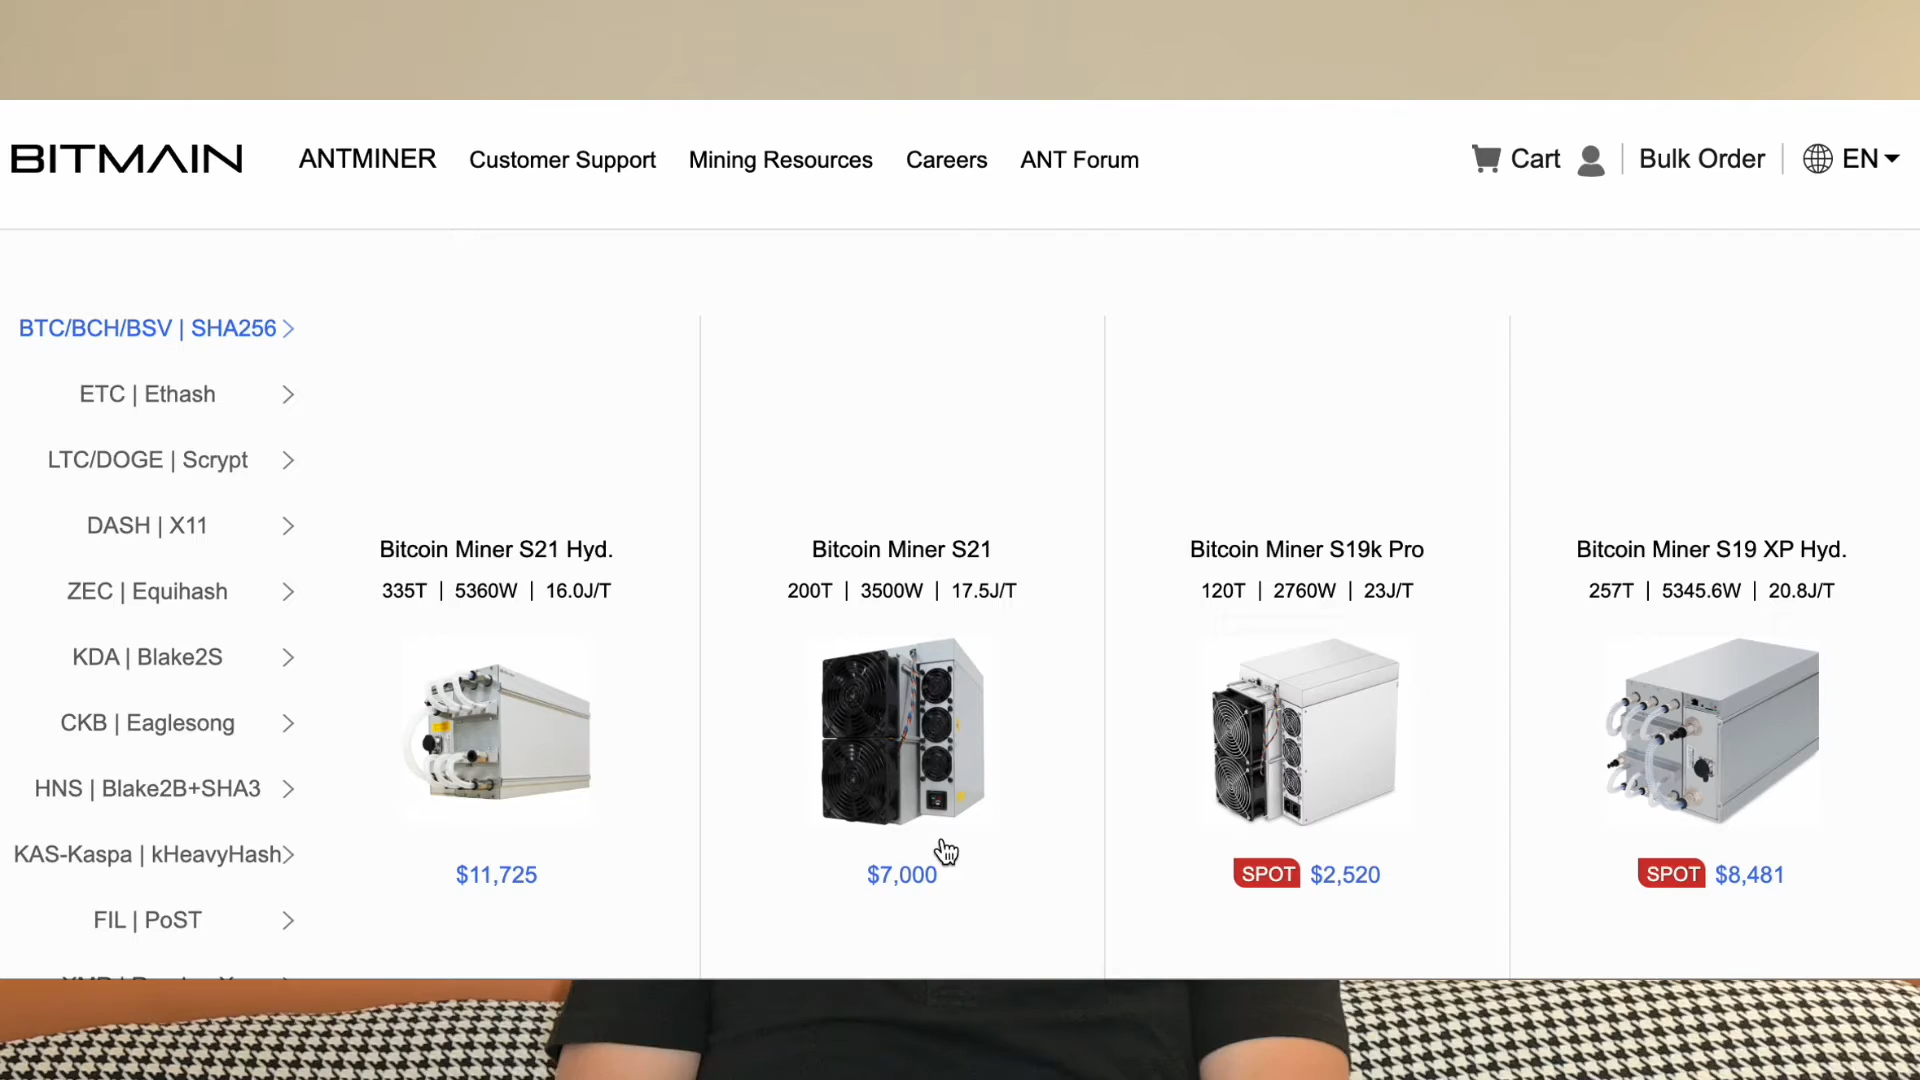 BITMAIN ANTMINER Customer Support Mining Resources Careers ANT Forum Cart Bulk Order EN
BTC/BCH/BSV | SHA256
ETC | Ethash
LTC/DOGE | Scrypt
DASH | X11
ZEC | Equihash
KDA | Blake2S
CKB | Eaglesong
HNS | Blake2B+SHA3
KAS-Kaspa | kHeavyHash
FIL | PoST
Bitcoin Miner S21 Hyd.
335T | 5360W | 16.0J/T
$11,725
Bitcoin Miner S21
200T | 3500W | 17.5J/T
$7,000
Bitcoin Miner S19k Pro
120T | 2760W | 23J/T
SPOT $2,520
Bitcoin Miner S19 XP Hyd.
257T | 5345.6W | 20.8J/T
SPOT $8,481